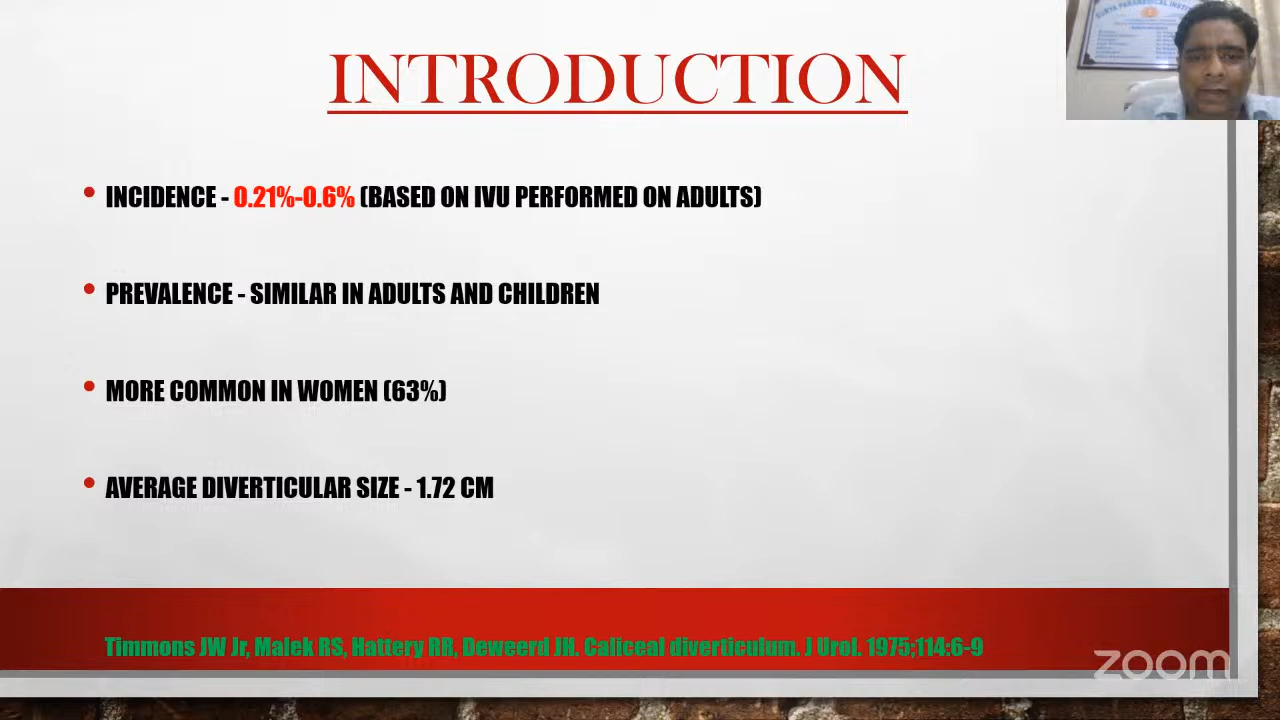 INTRODUCTION
• INCIDENCE - 0.21%-0.6% (BASED ON IVU PERFORMED ON ADULTS)
• PREVALENCE - SIMILAR IN ADULTS AND CHILDREN
• MORE COMMON IN WOMEN (63%)
• AVERAGE DIVERTICULAR SIZE - 1.72 CM
Timmons JW Jr, Malek RS, Hattery RR, Deweerd JH. Caliceal diverticulum. J Urol. 1975;114:6-9
zoom